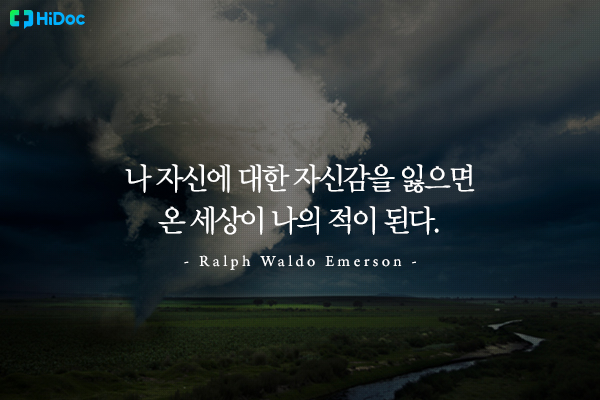 HiDoc
나 자신에 대한 자신감을 잃으면
온 세상이 나의 적이 된다.
- Ralph Waldo Emerson -